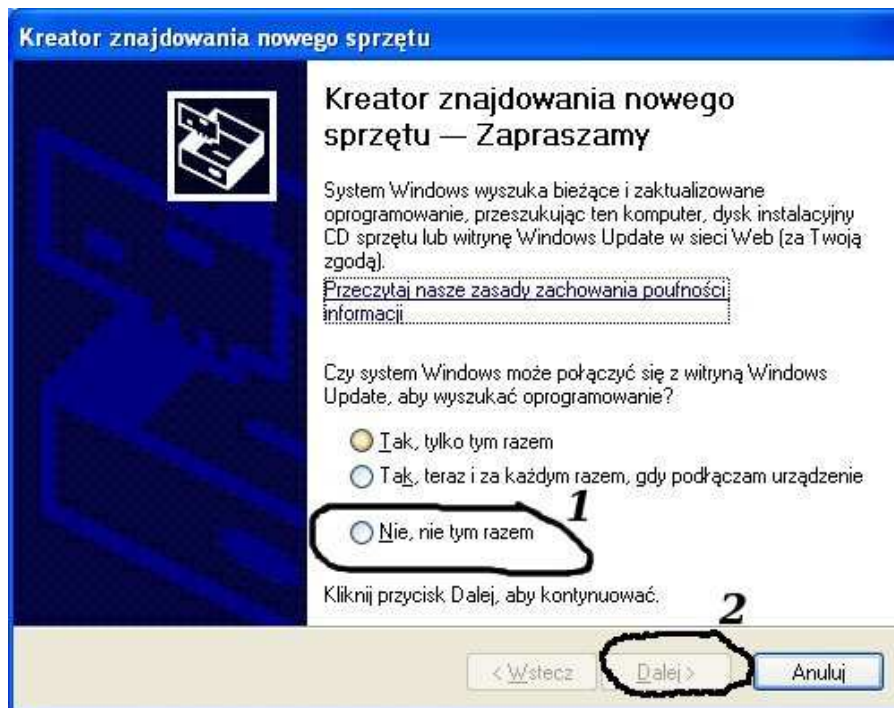 Kreator znajdowania nowego sprzętu
Kreator znajdowania nowego
sprzętu — Zapraszamy
System Windows wyszuka bieżące i zaktualizowane
oprogramowanie, przeszukując ten komputer, dysk instalacyjny
CD sprzętu lub witrynę Windows Update w sieci Web (za Twoją
zgodą).
Przeczytaj nasze zasady zachowania poufności
informacji
Czy system Windows może połączyć się z witryną Windows
Update, aby wyszukać oprogramowanie?
Tak, tylko tym razem
Tak, teraz i za każdym razem, gdy podłączam urządzenie
1
Nie, nie tym razem
Kliknij przycisk Dalej, aby kontynuować.
2
< Wstecz Dalej > Anuluj